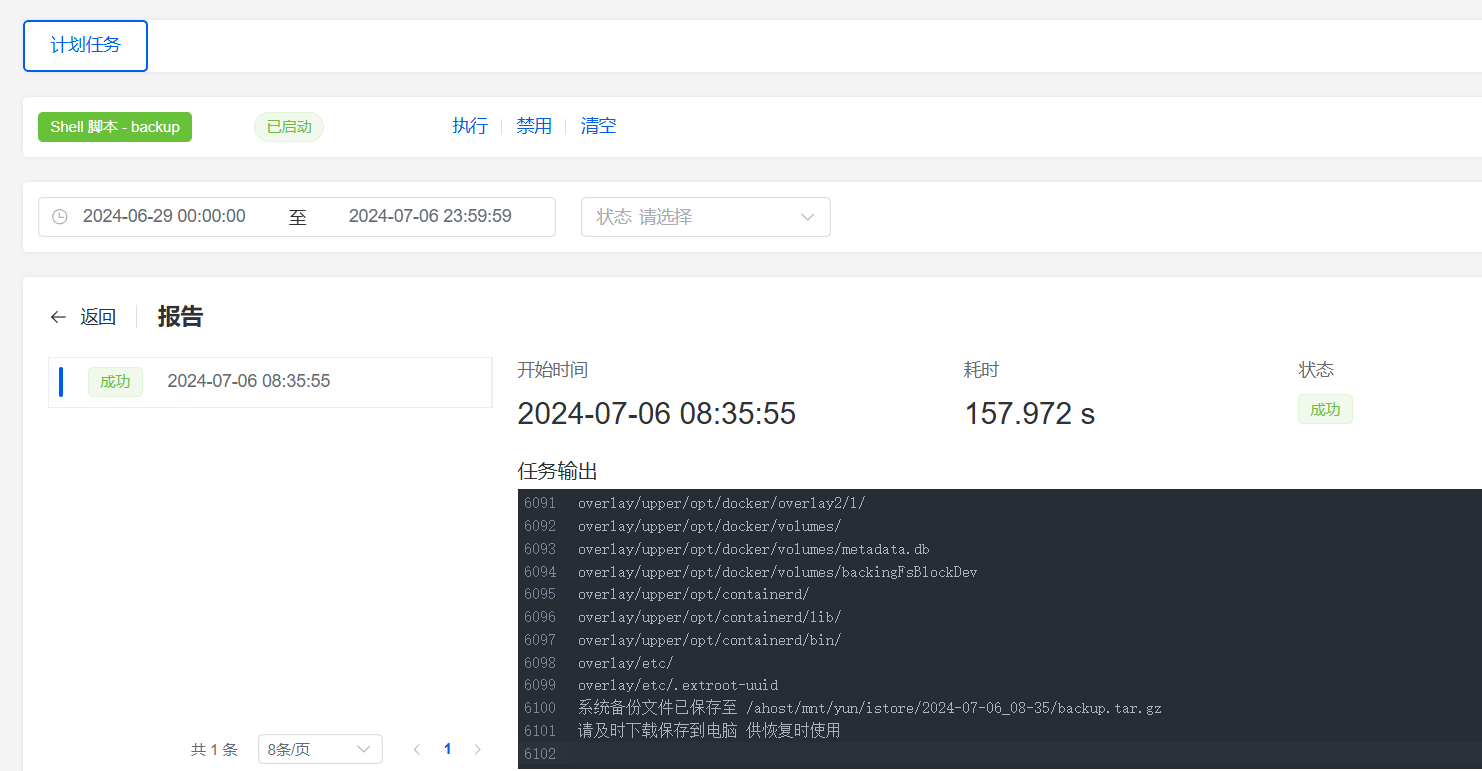 计划任务
Shell 脚本 - backup 已启动 执行 禁用 清空
2024-06-29 00:00:00 至 2024-07-06 23:59:59 状态 请选择
返回 报告
成功 2024-07-06 08:35:55
开始时间 耗时 状态
2024-07-06 08:35:55 157.972 s 成功
任务输出
6091 overlay/upper/opt/docker/overlay2/l/
6092 overlay/upper/opt/docker/volumes/
6093 overlay/upper/opt/docker/volumes/metadata.db
6094 overlay/upper/opt/docker/volumes/backingFsBlockDev
6095 overlay/upper/opt/containerd/
6096 overlay/upper/opt/containerd/lib/
6097 overlay/upper/opt/containerd/bin/
6098 overlay/etc/
6099 overlay/etc/.extroot-uuid
6100 系统备份文件已保存至 /ahost/mnt/yun/istore/2024-07-06_08-35/backup.tar.gz
6101 请及时下载保存到电脑 供恢复时使用
6102
共 1 条 8条/页 1